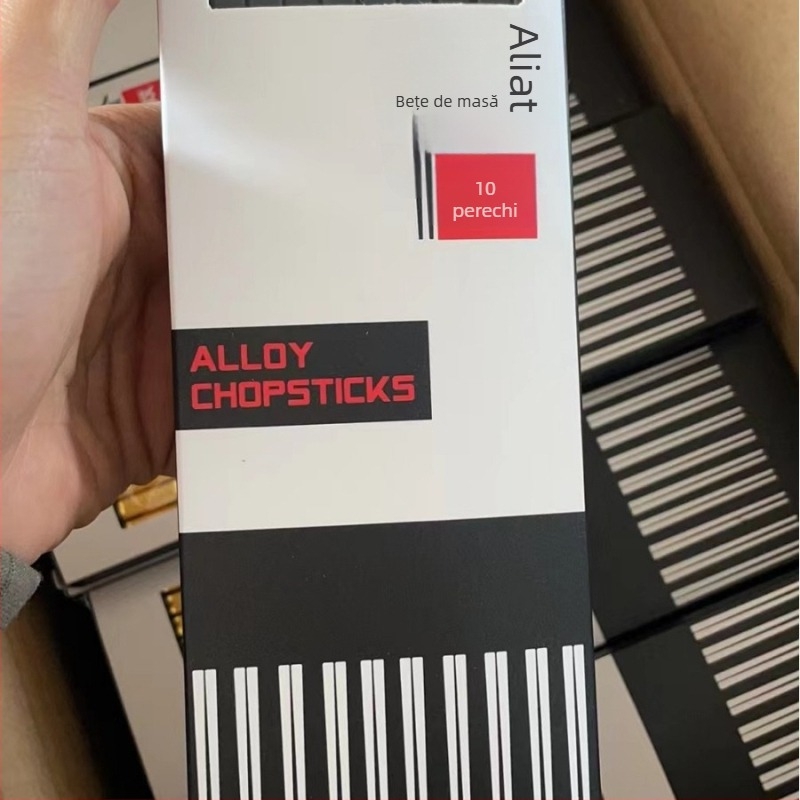 Aliat
Bețe de masă
10
perechi
ALLOY
CHOPSTICKS